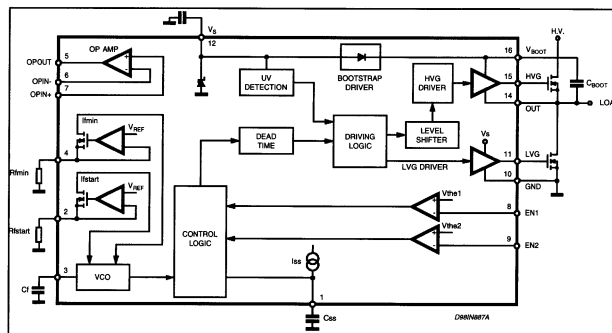 H.V.
VS
12
OP AMP
OPOUT
5
OPIN-
6
OPIN+
7
16
VBOOT
BOOTSTRAP
DRIVER
UV
DETECTION
HVG
DRIVER
15
HVG
14
OUT
CBOOT
LOA
Ifmin
VREF
4
Rfmin
DEAD
TIME
DRIVING
LOGIC
LEVEL
SHIFTER
Vs
LVG DRIVER
11
LVG
10
GND
Ifstart
VREF
2
Rfstart
CONTROL
LOGIC
Vthe1
8
EN1
Vthe2
9
EN2
Iss
3
Cf
VCO
1
Css
D98IN887A